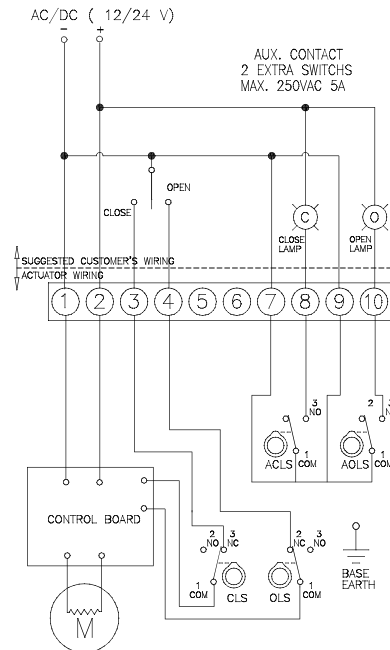 AC/DC ( 12/24 V)
− +
AUX. CONTACT
2 EXTRA SWITCHS
MAX. 250VAC 5A
OPEN
CLOSE
C O
CLOSE
LAMP
OPEN
LAMP
SUGGESTED CUSTOMER'S WIRING
ACTUATOR WIRING
1 2 3 4 5 6 7 8 9 10
3
NO
2
3
ACLS
1
COM
AOLS
1
COM
CONTROL BOARD
2
NO
3
NC
2
NC
3
NO
1
COM
CLS
OLS
1
COM
BASE
EARTH
M